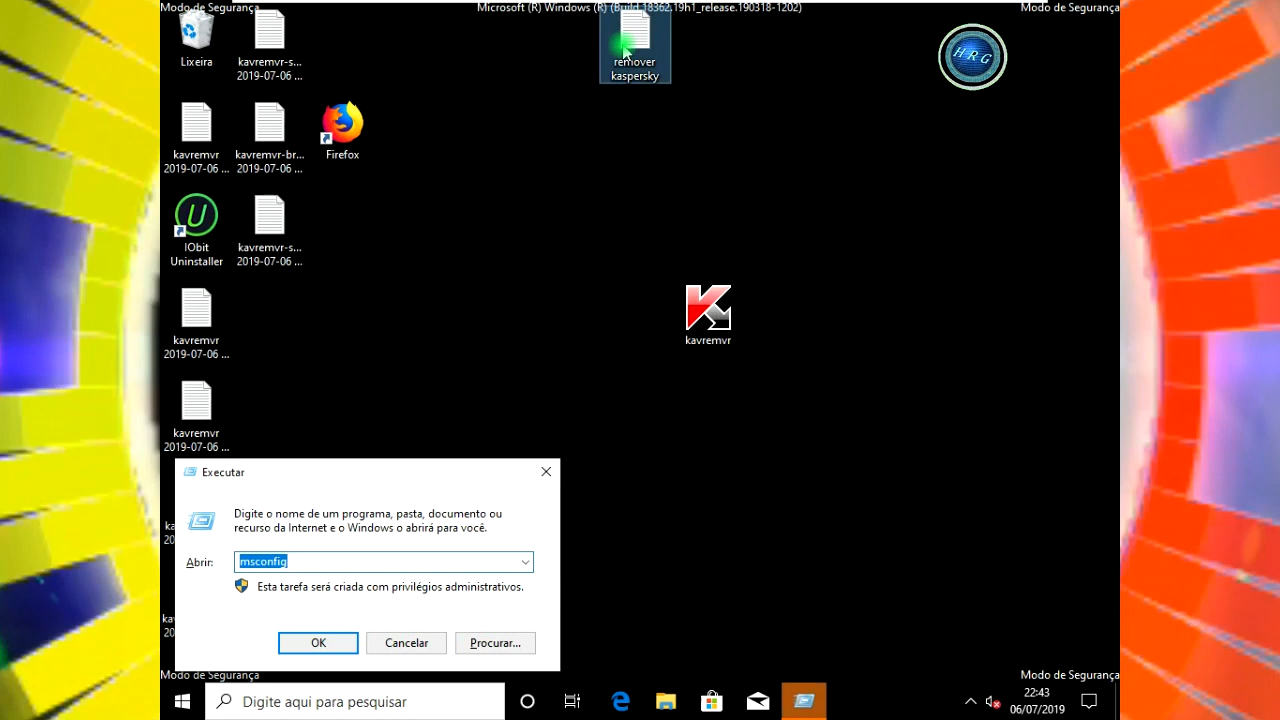 Modo de Segurança
Microsoft (R) Windows (R) (Build 18362.19h1_release.190318-1202)
Modo de Segurança
Lixeira
kavremvr-s...
2019-07-06 ...
remover
kaspersky
HRG
kavremvr
2019-07-06 ...
kavremvr-br...
2019-07-06 ...
Firefox
IObit
Uninstaller
kavremvr-s...
2019-07-06 ...
kavremvr
2019-07-06 ...
kavremvr
kavremvr
2019-07-06 ...
Executar
Digite o nome de um programa, pasta, documento ou
recurso da Internet e o Windows o abrirá para você.
Abrir:
msconfig
Esta tarefa será criada com privilégios administrativos.
OK
Cancelar
Procurar...
Modo de Segurança
Modo de Segurança
Digite aqui para pesquisar
22:43
06/07/2019